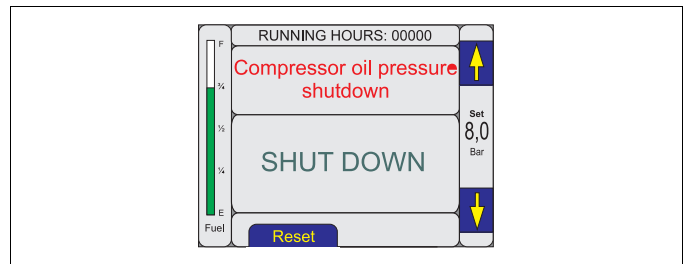 RUNNING HOURS: 00000
F
¾
½
¼
E
Fuel
Compressor oil pressure
shutdown
SHUT DOWN
Set
8,0
Bar
Reset